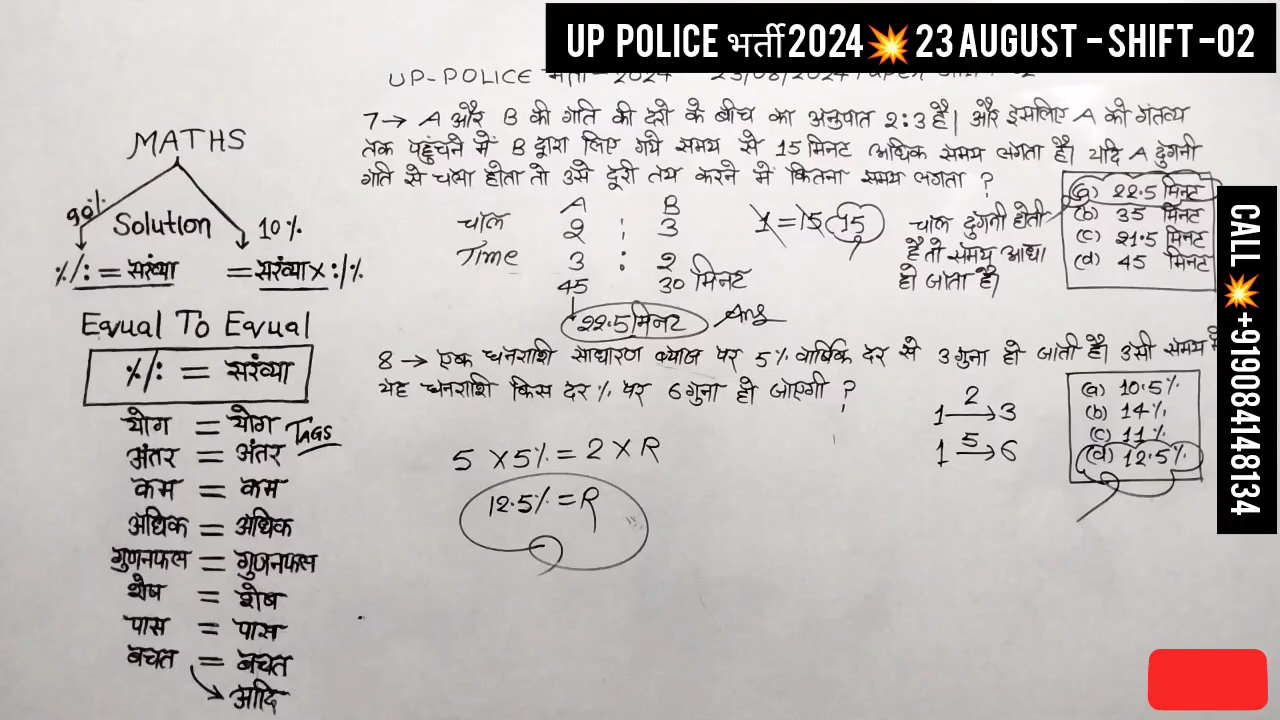 UP POLICE भर्ती 2024💥23 AUGUST - SHIFT -02
UP-POLICE भर्ती - 2024
MATHS
90%
Solution
10%
%/: = संख्या
= संख्या × :/%
Equal To Equal
%/: = संख्या
योग = योग TAGS
अंतर = अंतर
कम = कम
अधिक = अधिक
गुणनफल = गुणनफल
शेष = शेष
पास = पास
बचत = बचत
आदि
7→ A और B की गति की दरो के बीच का अनुपात 2:3 है। और इसलिए A को गंतव्य
तक पहुंचने में B द्वारा लिए गये समय से 15 मिनट अधिक समय लगता है। यदि A दुगनी
गति से चला होता तो उसे दूरी तय करने में कितना समय लगता ?
(a) 22.5 मिनट
(b) 35 मिनट
(c) 21.5 मिनट
(d) 45 मिनट
A B
चाल 2 : 3
Time 3 : 2
45 30 मिनट
1 = 15 15
चाल दुगनी होती
है तो समय आधा
हो जाता है।
22.5 मिनट Ans
8→ एक धनराशि साधारण ब्याज पर 5% वार्षिक दर से 3 गुना हो जाती है। उसी समय में
यह धनराशि किस दर % पर 6 गुना हो जाएगी ?
(a) 10.5%
(b) 14%
(c) 11%
(d) 12.5%
2
1 → 3
5
1 → 6
5 × 5% = 2 × R
12.5% = R
CALL💥+919084148134